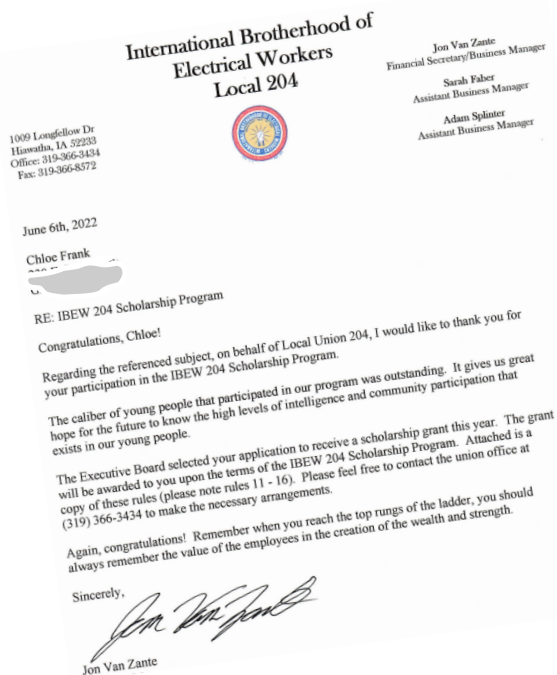 International Brotherhood of
Electrical Workers
Local 204
Jon Van Zante
Financial Secretary/Business Manager
Sarah Faber
Assistant Business Manager
Adam Splinter
Assistant Business Manager
1009 Longfellow Dr
Hiawatha, IA 52233
Office: 319-366-3434
Fax: 319-366-8572
June 6th, 2022
Chloe Frank
RE: IBEW 204 Scholarship Program
Congratulations, Chloe!
Regarding the referenced subject, on behalf of Local Union 204, I would like to thank you for
your participation in the IBEW 204 Scholarship Program.
The caliber of young people that participated in our program was outstanding. It gives us great
hope for the future to know the high levels of intelligence and community participation that
exists in our young people.
The Executive Board selected your application to receive a scholarship grant this year. The grant
will be awarded to you upon the terms of the IBEW 204 Scholarship Program. Attached is a
copy of these rules (please note rules 11 - 16). Please feel free to contact the union office at
(319) 366-3434 to make the necessary arrangements.
Again, congratulations! Remember when you reach the top rungs of the ladder, you should
always remember the value of the employees in the creation of the wealth and strength.
Sincerely,
Jon Van Zante
Jon Van Zante